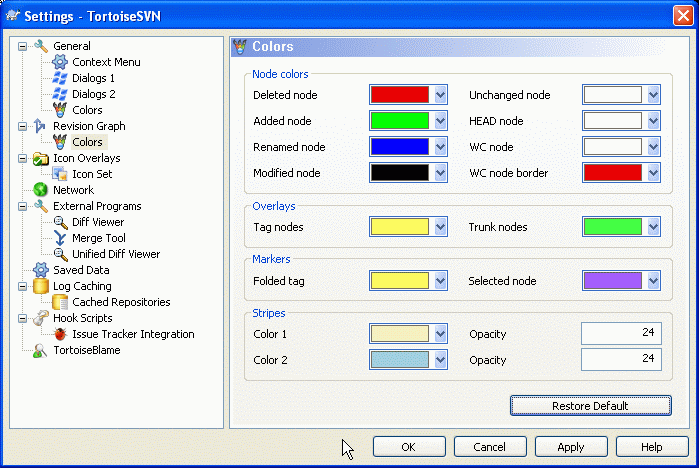 Settings - TortoiseSVN
General
Context Menu
Dialogs 1
Dialogs 2
Colors
Revision Graph
Colors
Icon Overlays
Icon Set
Network
External Programs
Diff Viewer
Merge Tool
Unified Diff Viewer
Saved Data
Log Caching
Cached Repositories
Hook Scripts
Issue Tracker Integration
TortoiseBlame
Colors
Node colors
Deleted node Unchanged node
Added node HEAD node
Renamed node WC node
Modified node WC node border
Overlays
Tag nodes Trunk nodes
Markers
Folded tag Selected node
Stripes
Color 1 Opacity 24
Color 2 Opacity 24
Restore Default
OK Cancel Apply Help